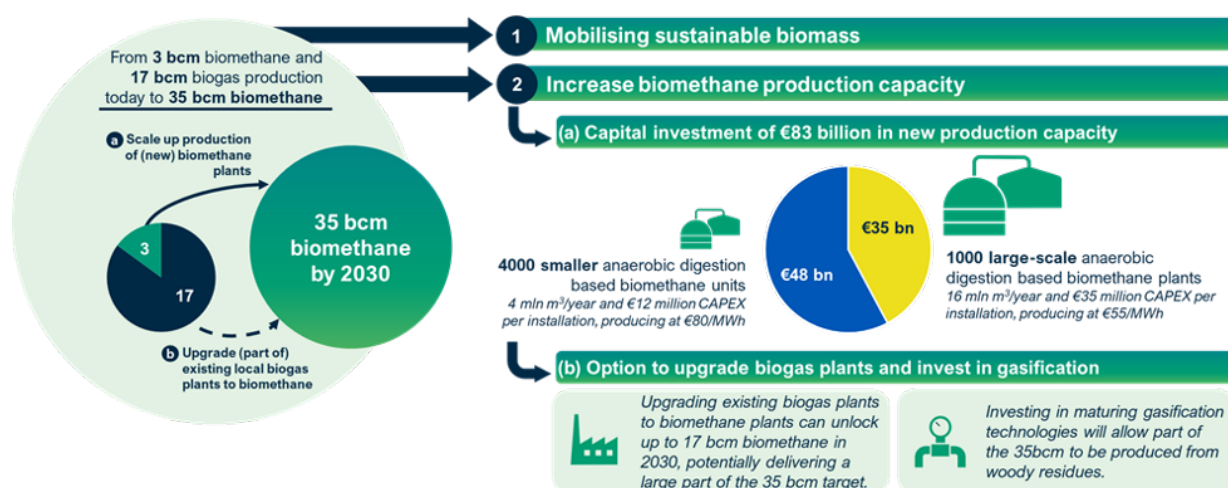 From 3 bcm biomethane and
17 bcm biogas production
today to 35 bcm biomethane
a Scale up production
of (new) biomethane
plants
3
17
35 bcm
biomethane
by 2030
b Upgrade (part of)
existing local biogas
plants to biomethane
1 Mobilising sustainable biomass
2 Increase biomethane production capacity
(a) Capital investment of €83 billion in new production capacity
4000 smaller anaerobic digestion
based biomethane units
4 mln m³/year and €12 million CAPEX
per installation, producing at €80/MWh
€48 bn
€35 bn
1000 large-scale anaerobic
digestion based biomethane plants
16 mln m³/year and €35 million CAPEX per
installation, producing at €55/MWh
(b) Option to upgrade biogas plants and invest in gasification
Upgrading existing biogas plants
to biomethane plants can unlock
up to 17 bcm biomethane in
2030, potentially delivering a
large part of the 35 bcm target.
Investing in maturing gasification
technologies will allow part of
the 35bcm to be produced from
woody residues.